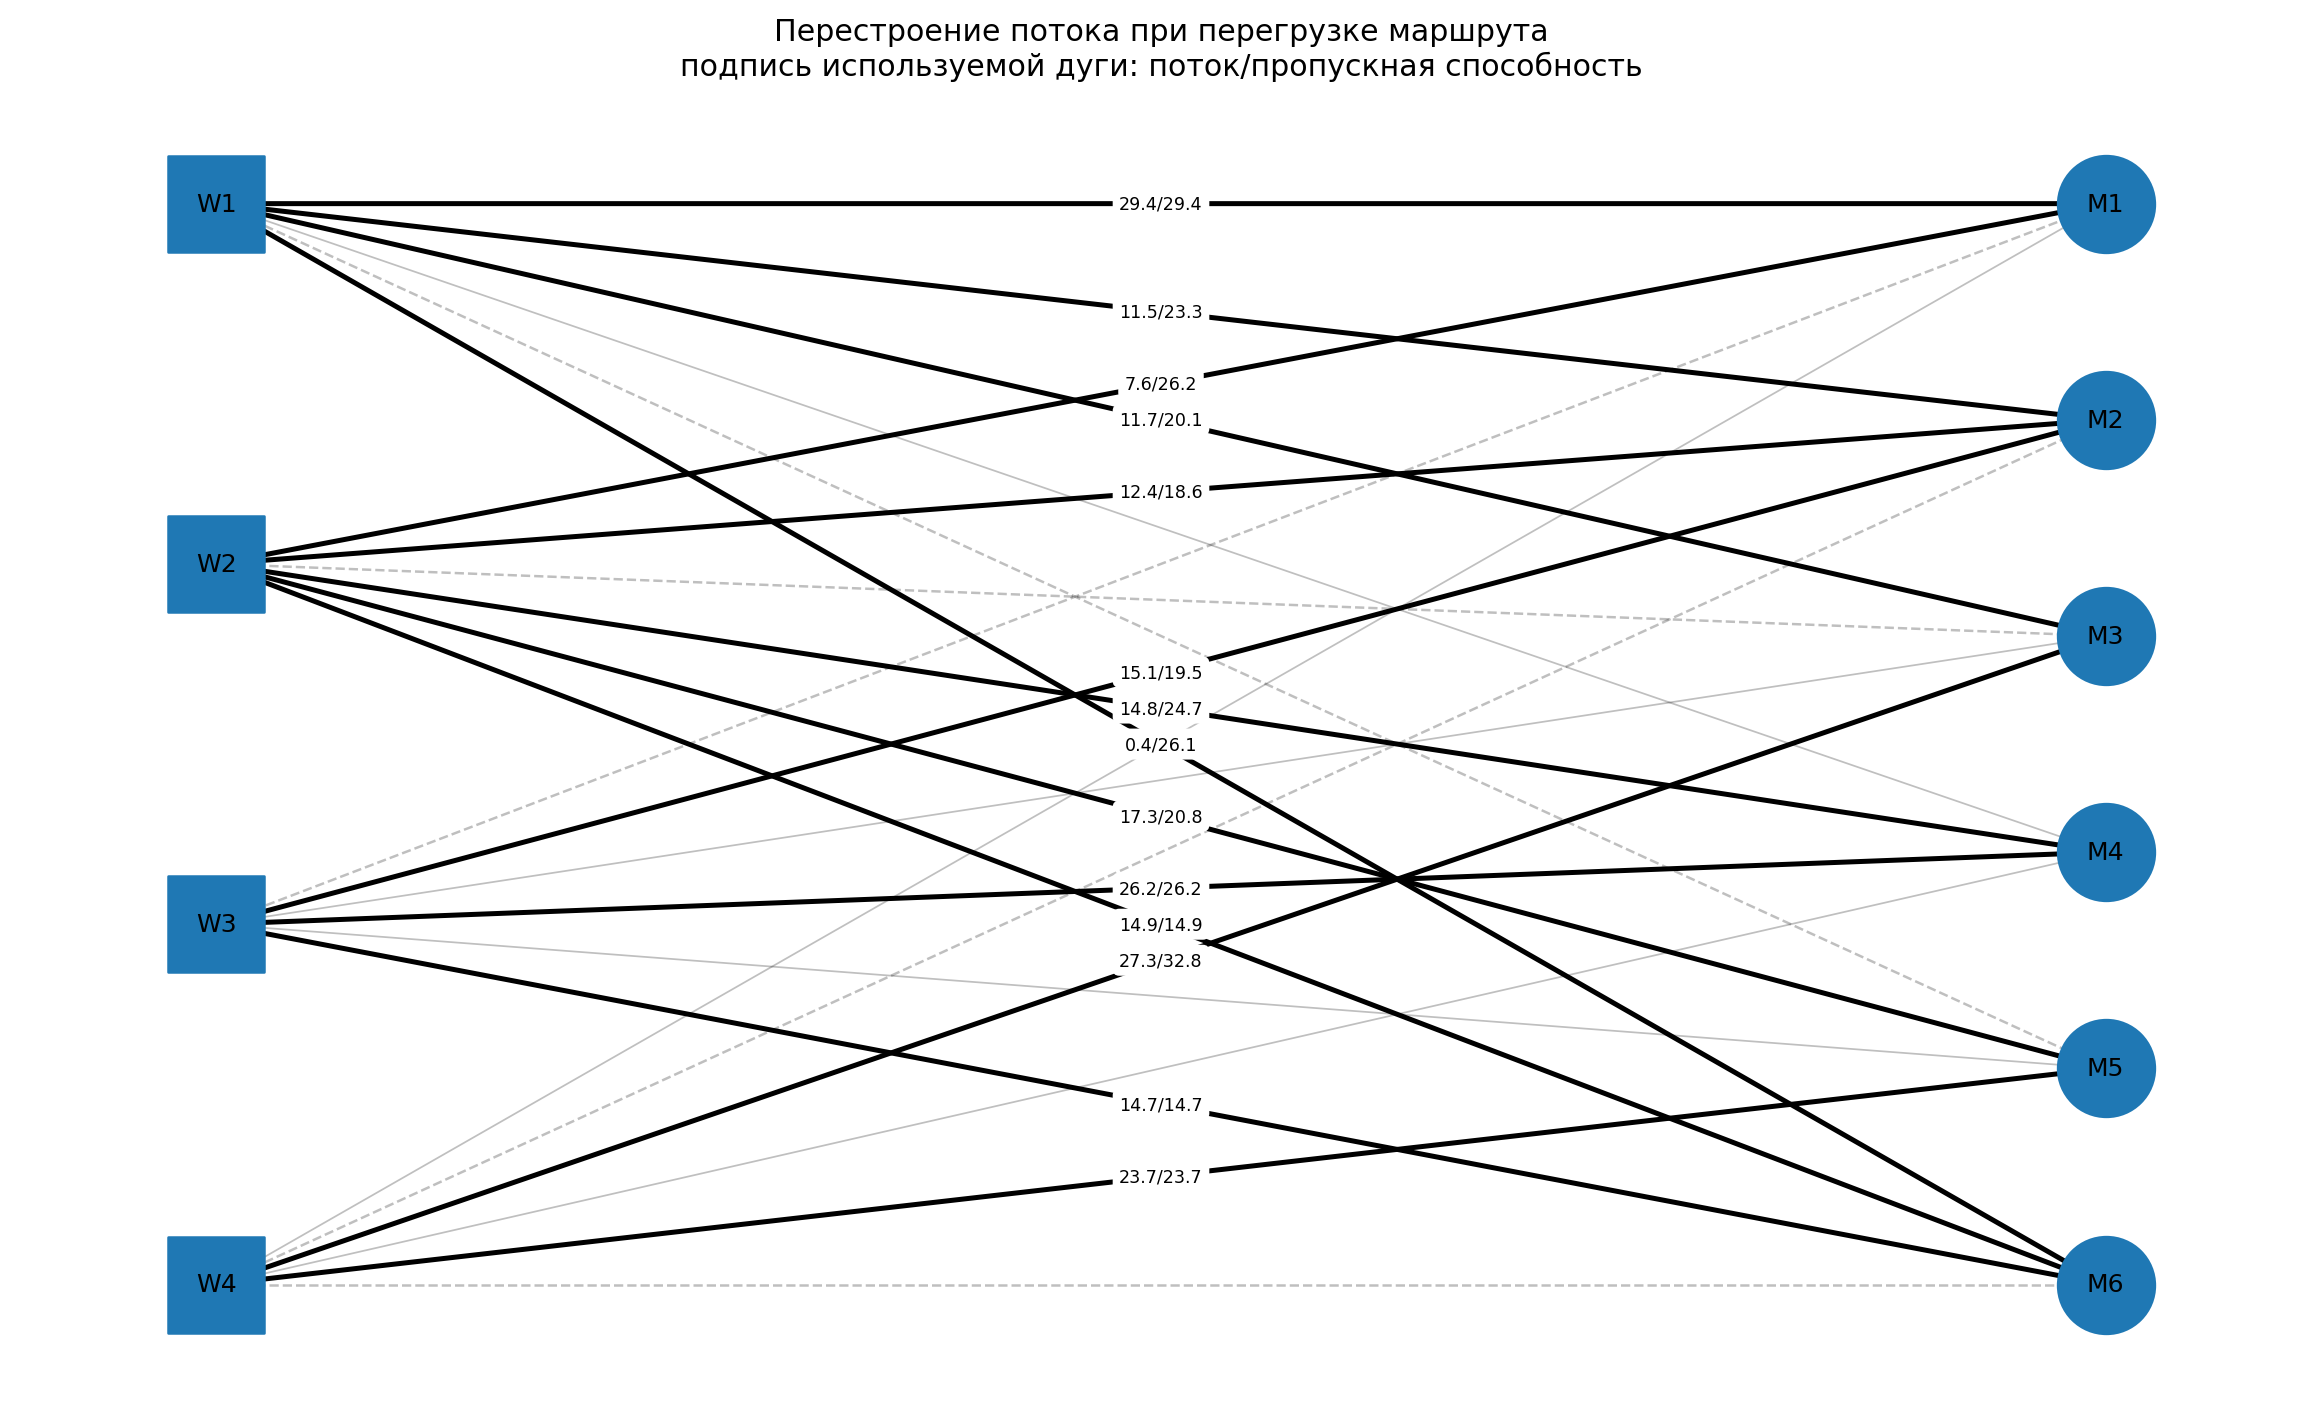 Перестроение потока при перегрузке маршрута
подпись используемой дуги: поток/пропускная способность
W1
29.4/29.4
M1
11.5/23.3
7.6/26.2
11.7/20.1
M2
12.4/18.6
W2
M3
15.1/19.5
14.8/24.7
0.4/26.1
17.3/20.8
M4
26.2/26.2
W3
14.9/14.9
27.3/32.8
M5
14.7/14.7
23.7/23.7
W4
M6